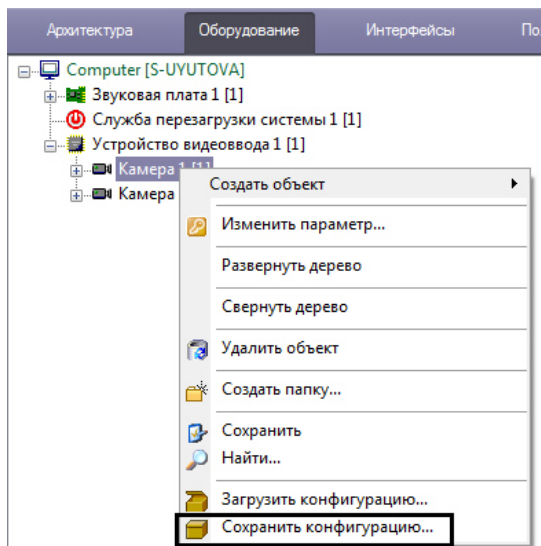 Архитектура Оборудование Интерфейсы По
Computer [S-UYUTOVA]
Звуковая плата 1 [1]
Служба перезагрузки системы 1 [1]
Устройство видеоввода 1 [1]
Камера 1 [1]
Камера
Создать объект
Изменить параметр...
Развернуть дерево
Свернуть дерево
Удалить объект
Создать папку...
Сохранить
Найти...
Загрузить конфигурацию...
Сохранить конфигурацию...